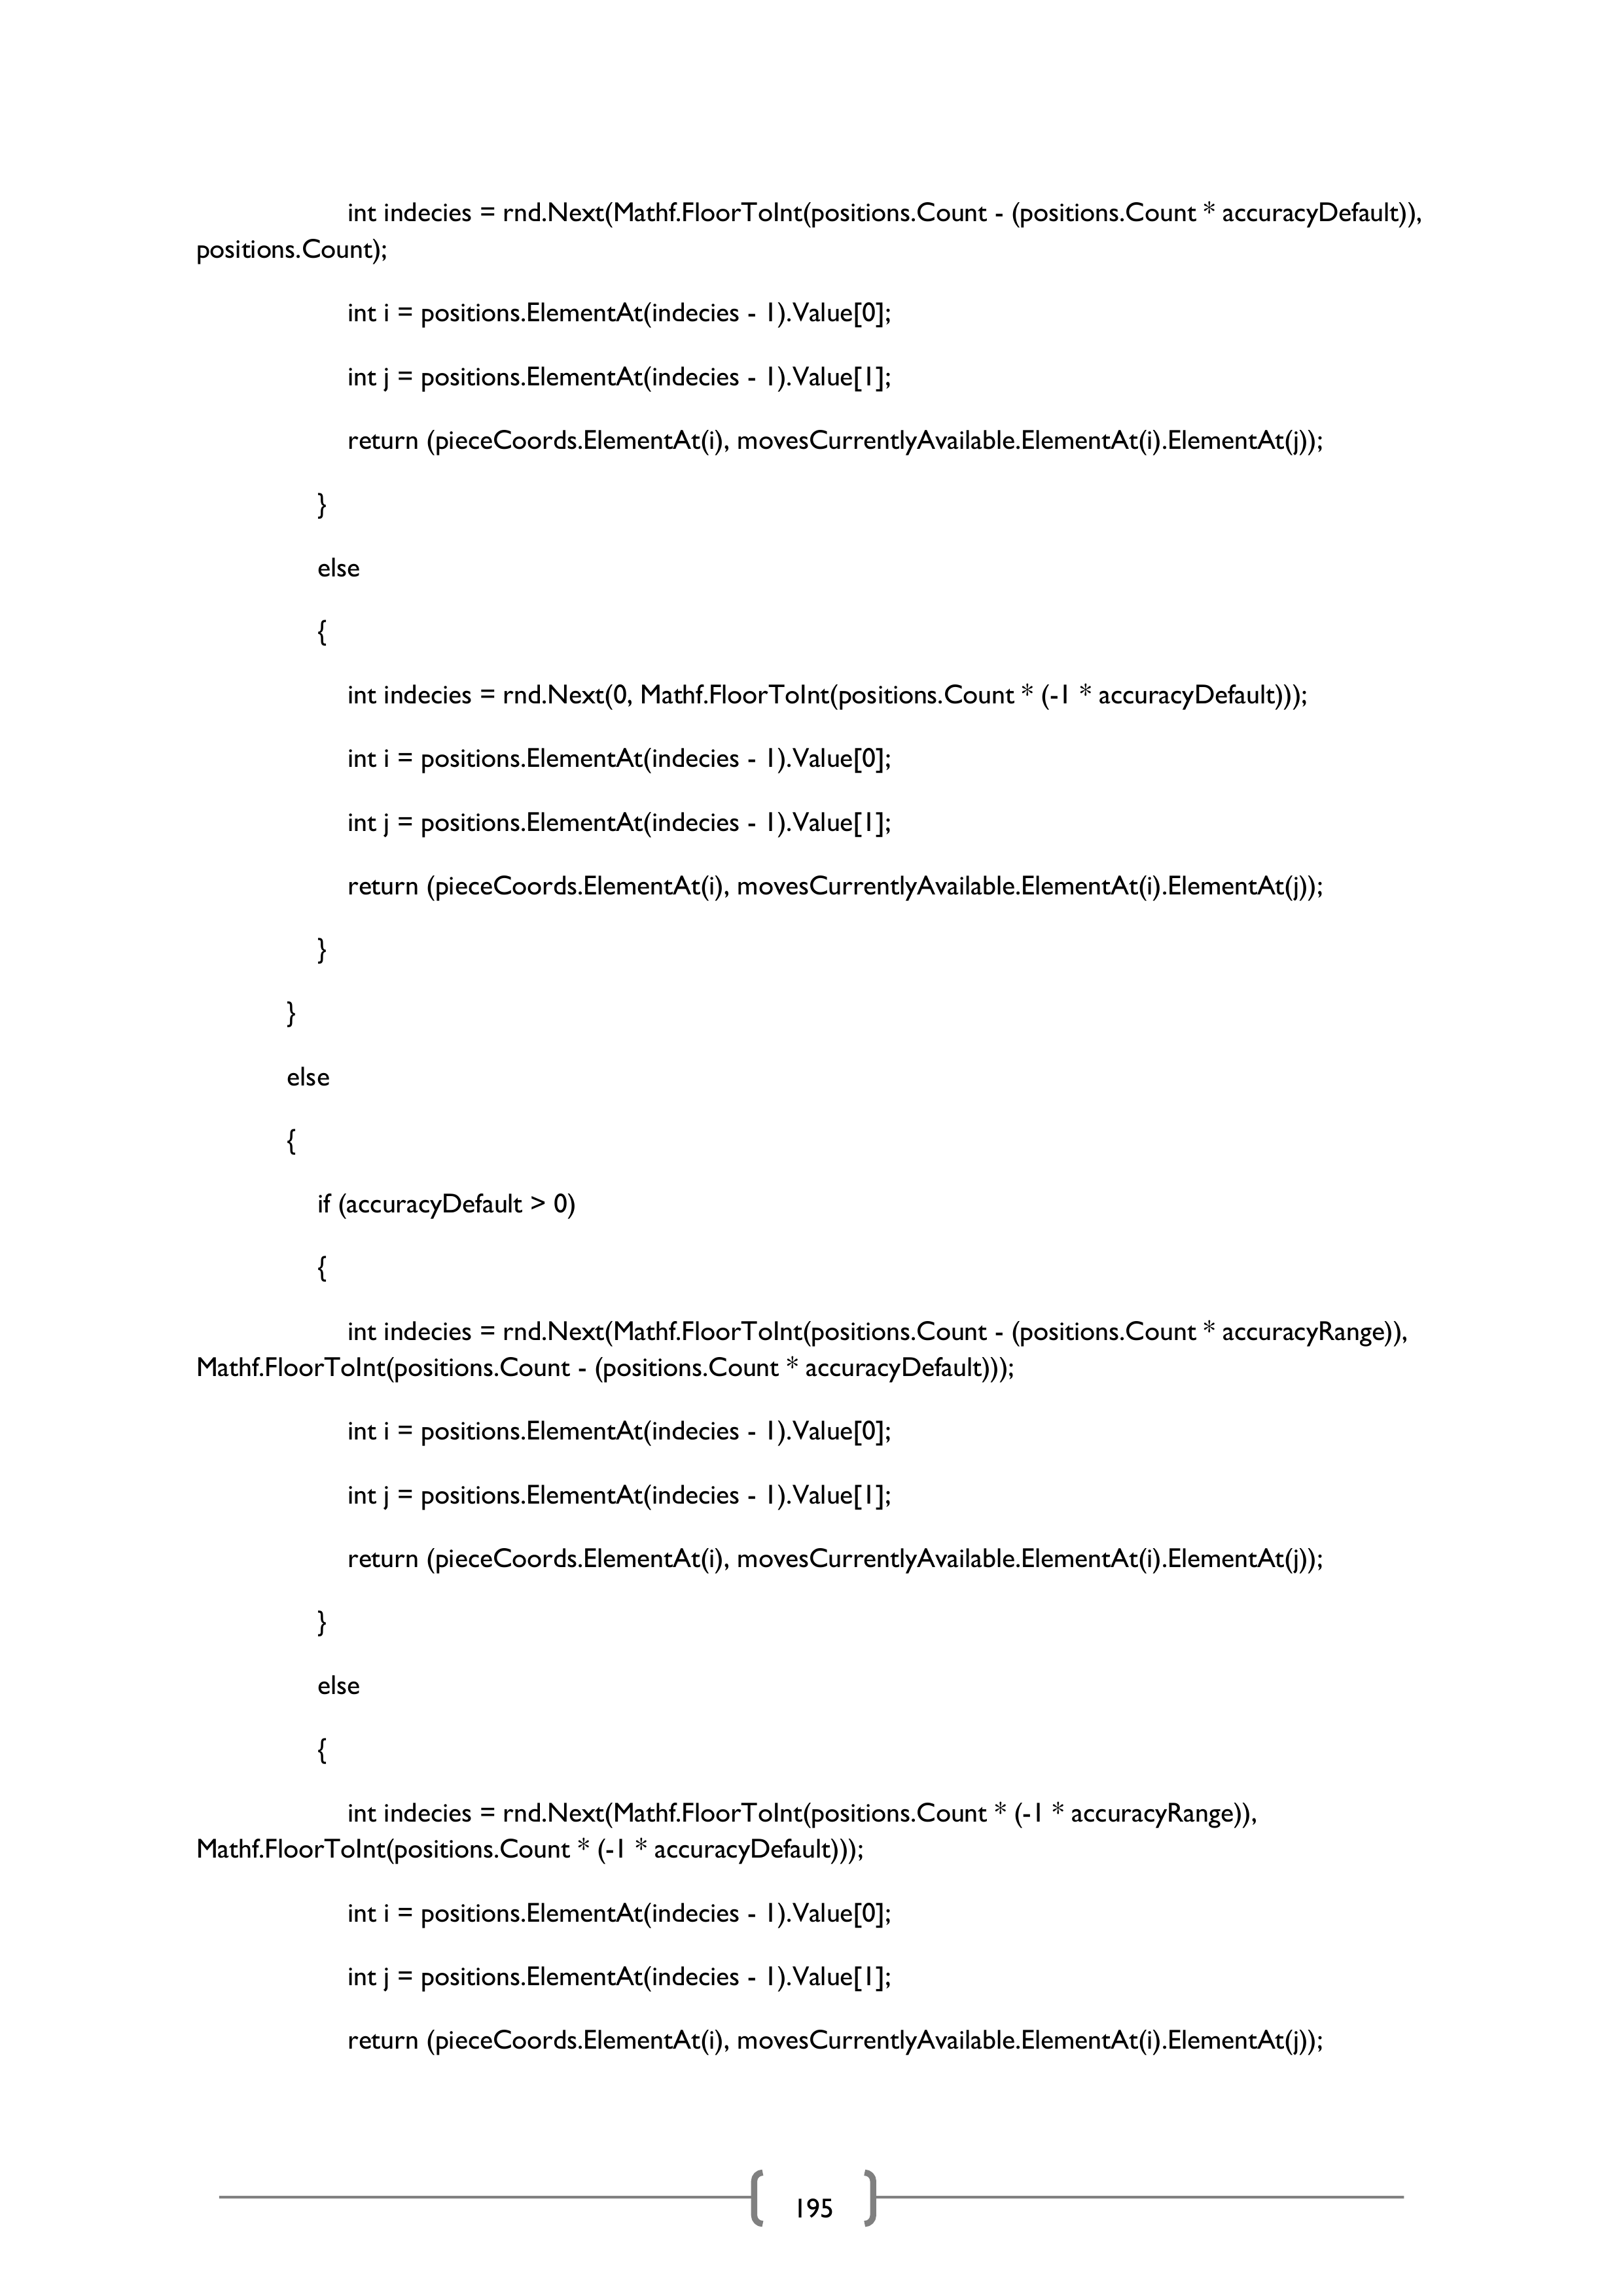 int indecies = rnd.Next(Mathf.FloorToInt(positions.Count - (positions.Count * accuracyDefault)),
positions.Count);
int i = positions.ElementAt(indecies - 1).Value[0];
int j = positions.ElementAt(indecies - 1).Value[1];
return (pieceCoords.ElementAt(i), movesCurrentlyAvailable.ElementAt(i).ElementAt(j));
}
else
{
int indecies = rnd.Next(0, Mathf.FloorToInt(positions.Count * (-1 * accuracyDefault)));
int i = positions.ElementAt(indecies - 1).Value[0];
int j = positions.ElementAt(indecies - 1).Value[1];
return (pieceCoords.ElementAt(i), movesCurrentlyAvailable.ElementAt(i).ElementAt(j));
}
}
else
{
if (accuracyDefault > 0)
{
int indecies = rnd.Next(Mathf.FloorToInt(positions.Count - (positions.Count * accuracyRange)),
Mathf.FloorToInt(positions.Count - (positions.Count * accuracyDefault)));
int i = positions.ElementAt(indecies - 1).Value[0];
int j = positions.ElementAt(indecies - 1).Value[1];
return (pieceCoords.ElementAt(i), movesCurrentlyAvailable.ElementAt(i).ElementAt(j));
}
else
{
int indecies = rnd.Next(Mathf.FloorToInt(positions.Count * (-1 * accuracyRange)),
Mathf.FloorToInt(positions.Count * (-1 * accuracyDefault)));
int i = positions.ElementAt(indecies - 1).Value[0];
int j = positions.ElementAt(indecies - 1).Value[1];
return (pieceCoords.ElementAt(i), movesCurrentlyAvailable.ElementAt(i).ElementAt(j));
195